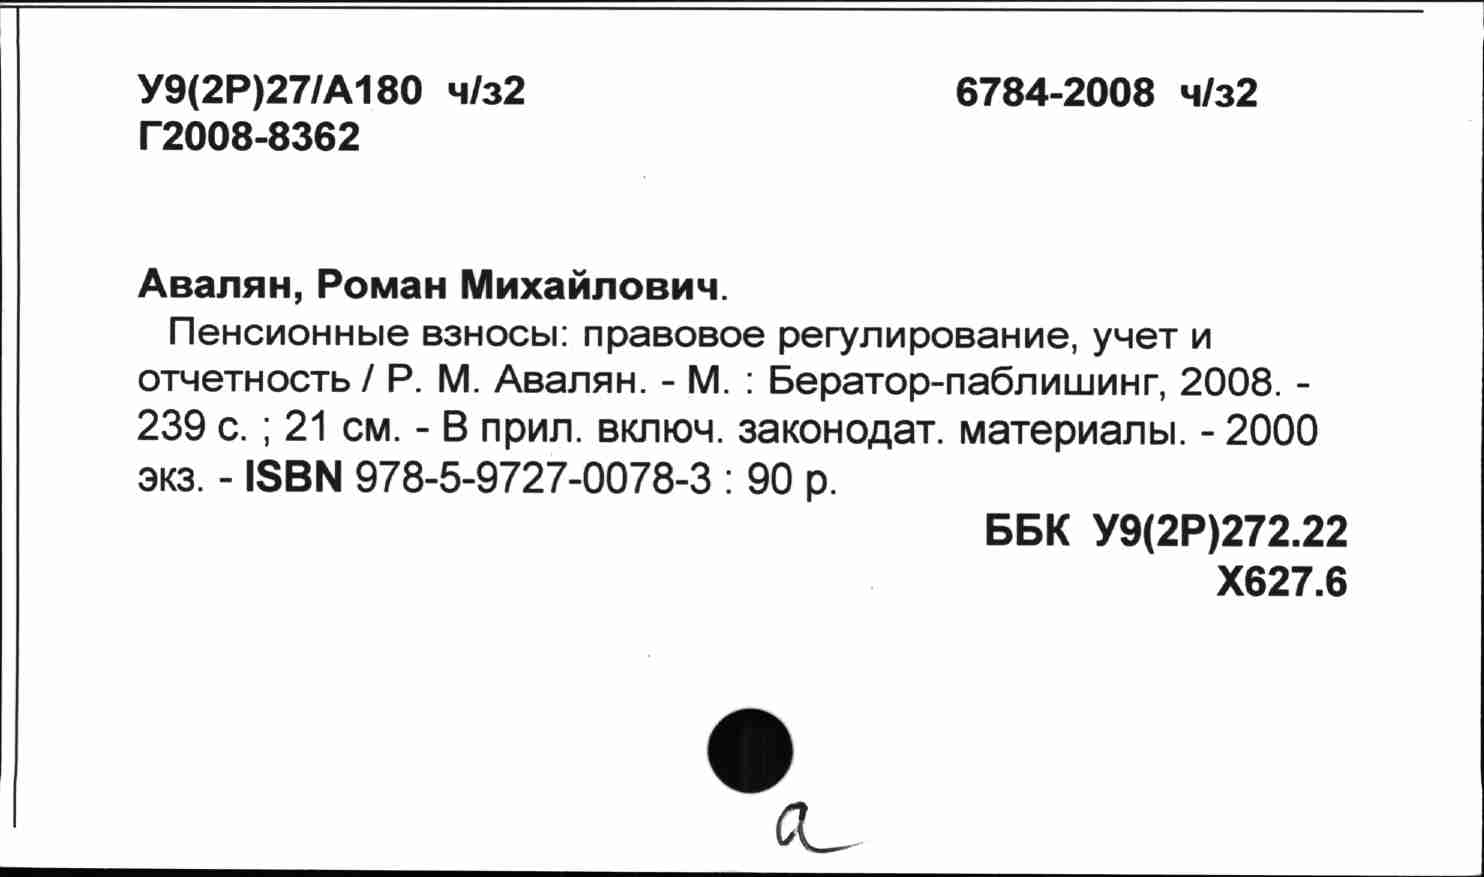 У9(2Р)27/А180 ч/з2 6784-2008 ч/з2
Г2008-8362
Авалян, Роман Михайлович.
Пенсионные взносы: правовое регулирование, учет и
отчетность / Р. М. Авалян. - М. : Бератор-паблишинг, 2008. -
239 с. ; 21 см. - В прил. включ. законодат. материалы. - 2000
экз. - ISBN 978-5-9727-0078-3 : 90 р.
ББК У9(2Р)272.22
Х627.6
а